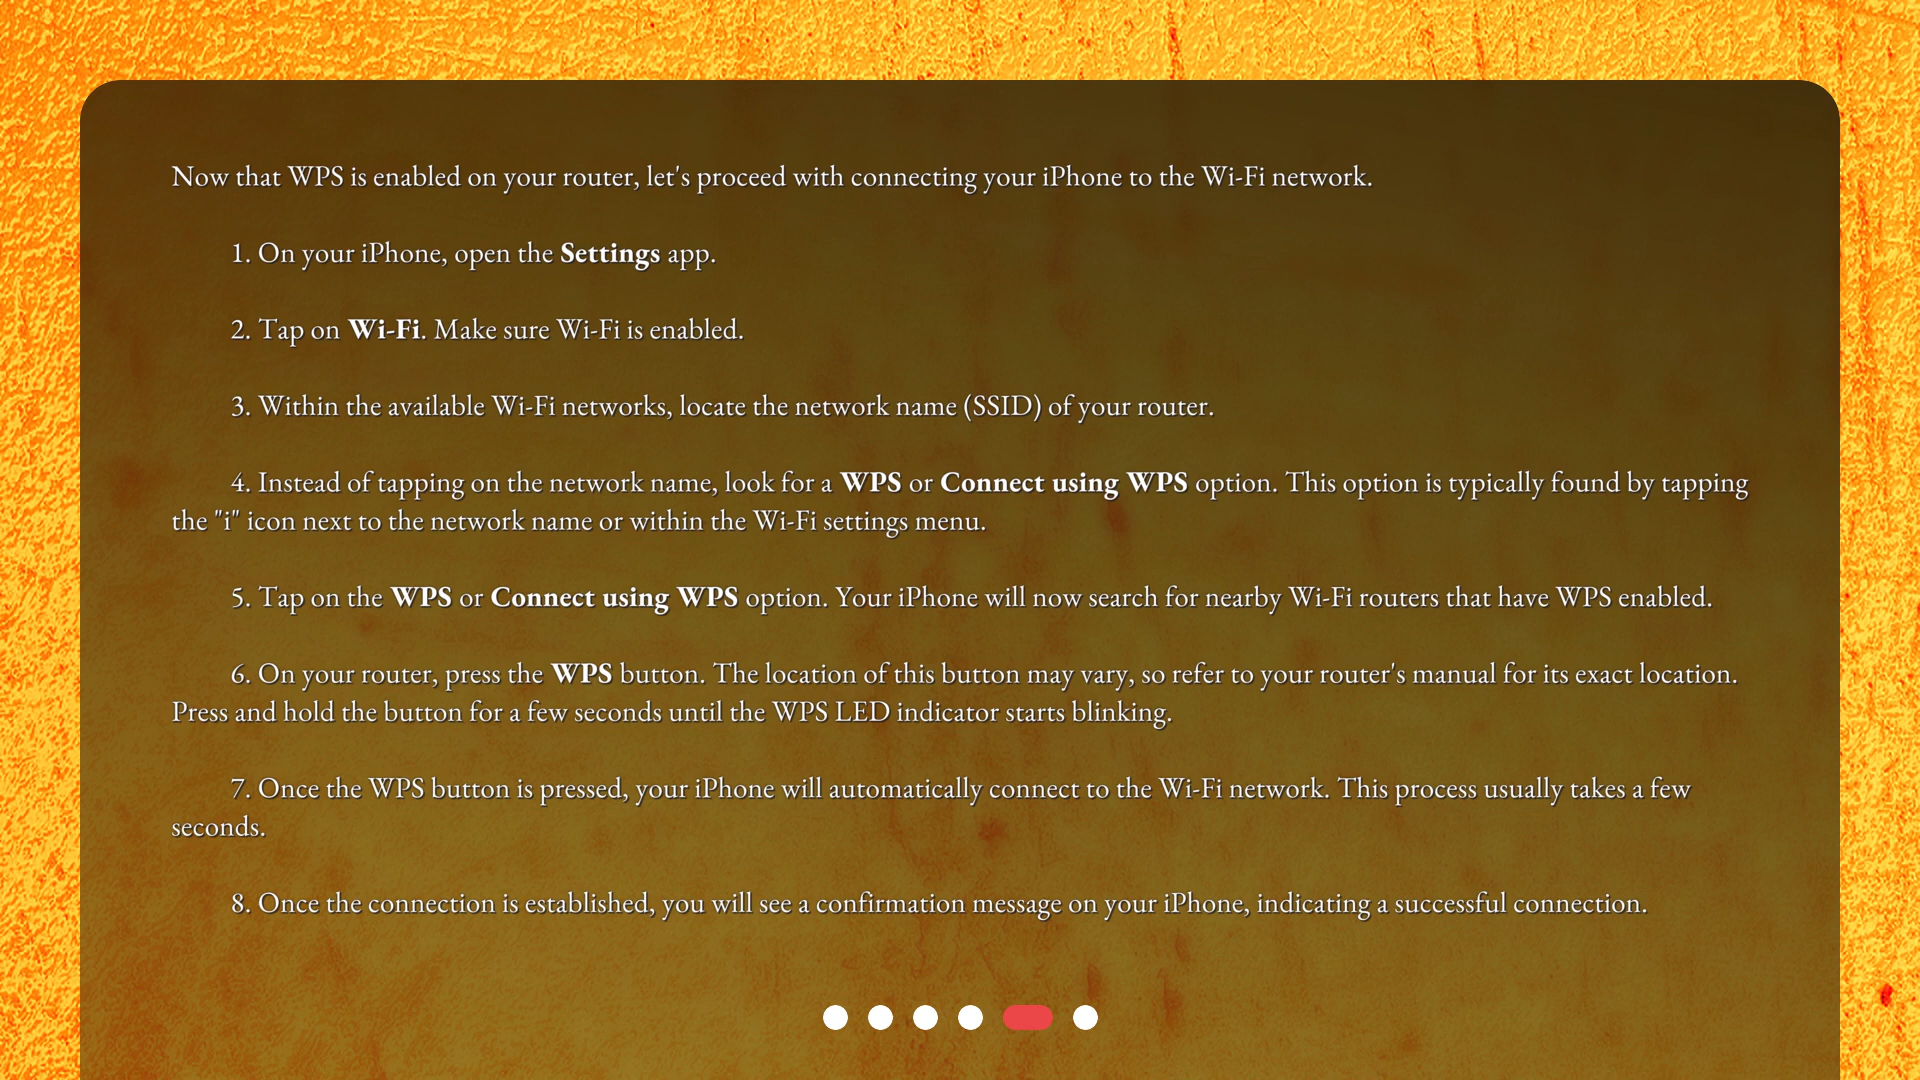 Now that WPS is enabled on your router, let's proceed with connecting your iPhone to the Wi-Fi network.
1. On your iPhone, open the Settings app.
2. Tap on Wi-Fi. Make sure Wi-Fi is enabled.
3. Within the available Wi-Fi networks, locate the network name (SSID) of your router.
4. Instead of tapping on the network name, look for a WPS or Connect using WPS option. This option is typically found by tapping
the "i" icon next to the network name or within the Wi-Fi settings menu.
5. Tap on the WPS or Connect using WPS option. Your iPhone will now search for nearby Wi-Fi routers that have WPS enabled.
6. On your router, press the WPS button. The location of this button may vary, so refer to your router's manual for its exact location.
Press and hold the button for a few seconds until the WPS LED indicator starts blinking.
7. Once the WPS button is pressed, your iPhone will automatically connect to the Wi-Fi network. This process usually takes a few
seconds.
8. Once the connection is established, you will see a confirmation message on your iPhone, indicating a successful connection.